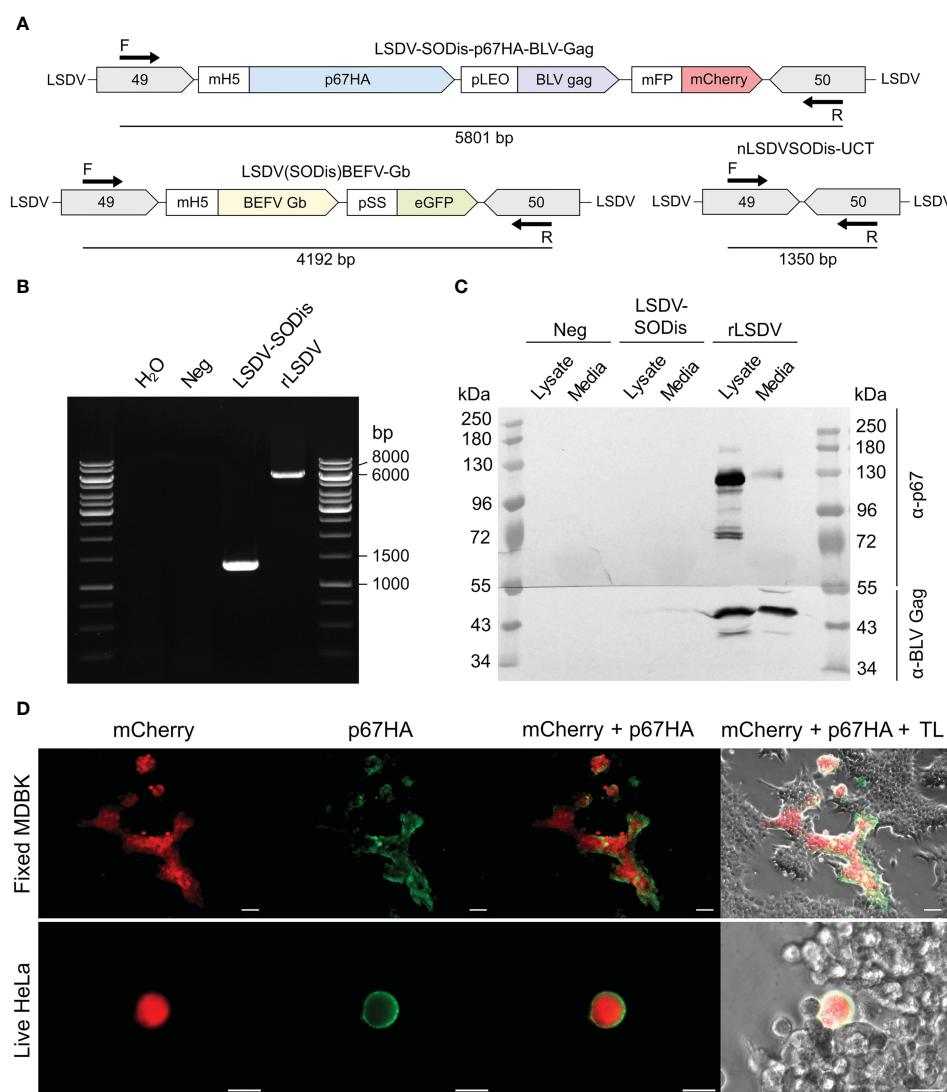 A
LSDV-SODis-p67HA-BLV-Gag
F
LSDV 49 mH5 p67HA pLEO BLV gag mFP mCherry 50 LSDV
R
5801 bp
LSDV(SODis)BEFV-Gb
F
LSDV 49 mH5 BEFV Gb pSS eGFP 50 LSDV
R
4192 bp
nLSDVSODis-UCT
F
LSDV 49 50 LSDV
R
1350 bp
B
H2O Neg LSDV-SODis rLSDV
bp
8000
6000
1500
1000
C
Neg LSDV-SODis rLSDV
Lysate Media Lysate Media Lysate Media
kDa kDa
250 250
180 180
130 130
96 96
72 72
55 55
43 43
34 34
α-p67
α-BLV Gag
D
mCherry p67HA mCherry + p67HA mCherry + p67HA + TL
Fixed MDBK
Live HeLa